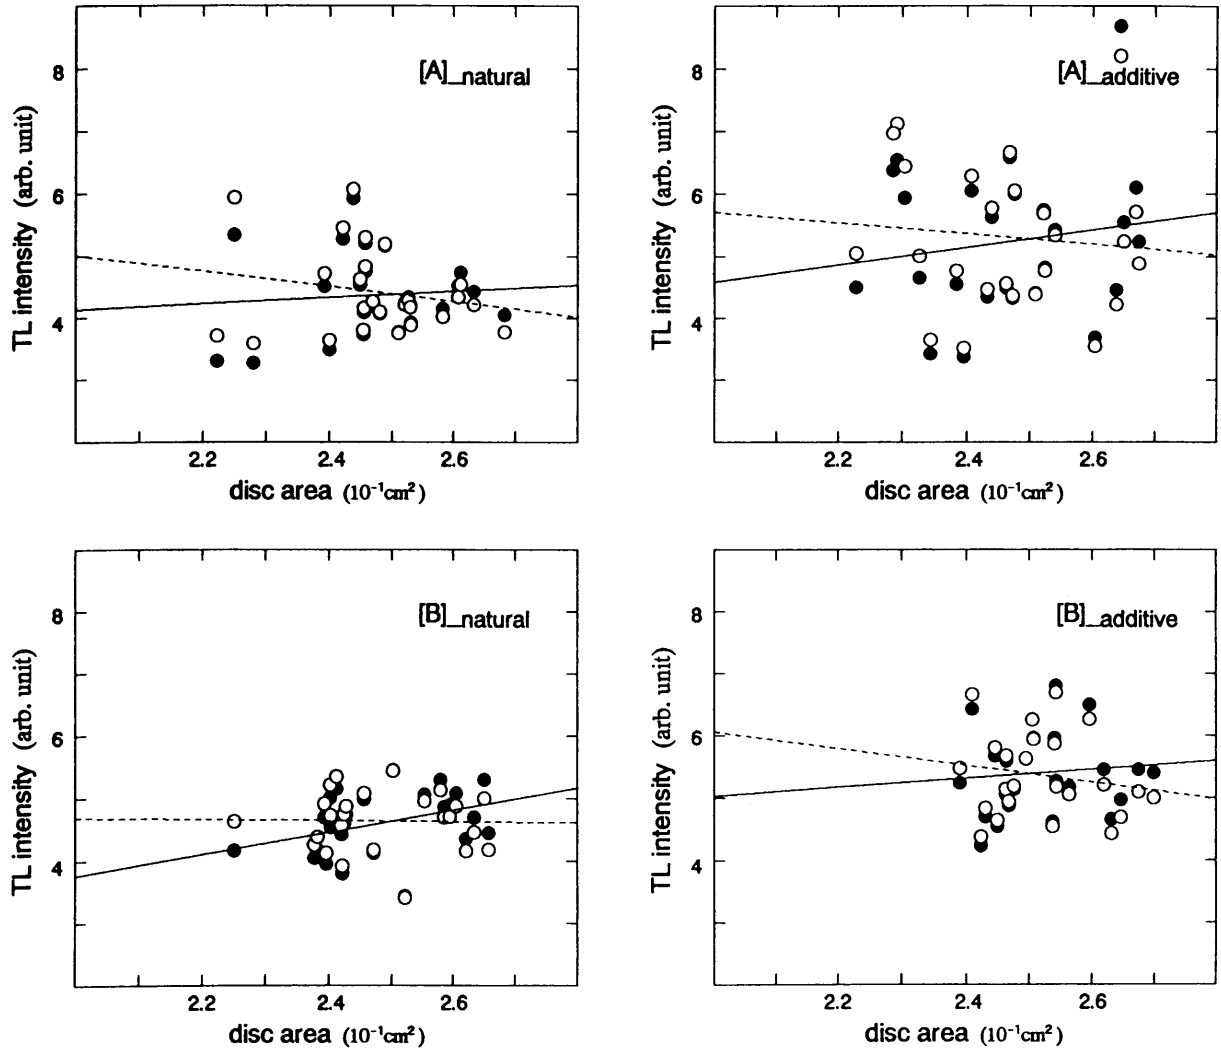 [A]_natural
8
6
4
TL intensity (arb. unit)
2.2 2.4 2.6
disc area (10⁻¹cm²)
[A]_additive
8
6
4
TL intensity (arb. unit)
2.2 2.4 2.6
disc area (10⁻¹cm²)
[B]_natural
8
6
4
TL intensity (arb. unit)
2.2 2.4 2.6
disc area (10⁻¹cm²)
[B]_additive
8
6
4
TL intensity (arb. unit)
2.2 2.4 2.6
disc area (10⁻¹cm²)